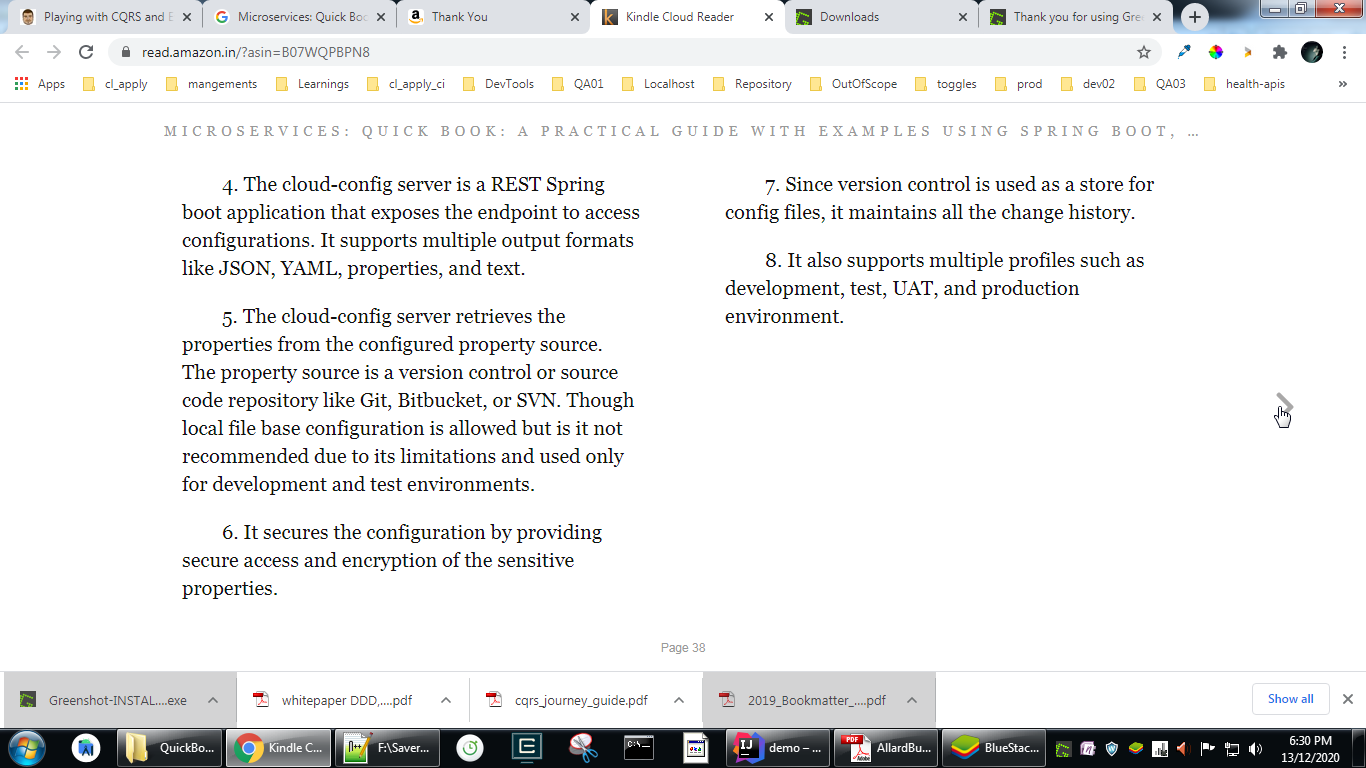 Playing with CQRS and E
Microservices: Quick Boo
Thank You
Kindle Cloud Reader
Downloads
Thank you for using Gre
read.amazon.in/?asin=B07WQPBPN8
Apps
cl_apply
mangements
Learnings
cl_apply_ci
DevTools
QA01
Localhost
Repository
OutOfScope
toggles
prod
dev02
QA03
health-apis
»
MICROSERVICES: QUICK BOOK: A PRACTICAL GUIDE WITH EXAMPLES USING SPRING BOOT, …
4. The cloud-config server is a REST Spring
boot application that exposes the endpoint to access
configurations. It supports multiple output formats
like JSON, YAML, properties, and text.
5. The cloud-config server retrieves the
properties from the configured property source.
The property source is a version control or source
code repository like Git, Bitbucket, or SVN. Though
local file base configuration is allowed but is it not
recommended due to its limitations and used only
for development and test environments.
6. It secures the configuration by providing
secure access and encryption of the sensitive
properties.
7. Since version control is used as a store for
config files, it maintains all the change history.
8. It also supports multiple profiles such as
development, test, UAT, and production
environment.
Page 38
Greenshot-INSTAL....exe
whitepaper DDD,....pdf
cqrs_journey_guide.pdf
2019_Bookmatter_....pdf
Show all
QuickBo...
Kindle C...
F:\Saver...
C:\
demo – ...
AllardBu...
BlueStac...
6:30 PM
13/12/2020